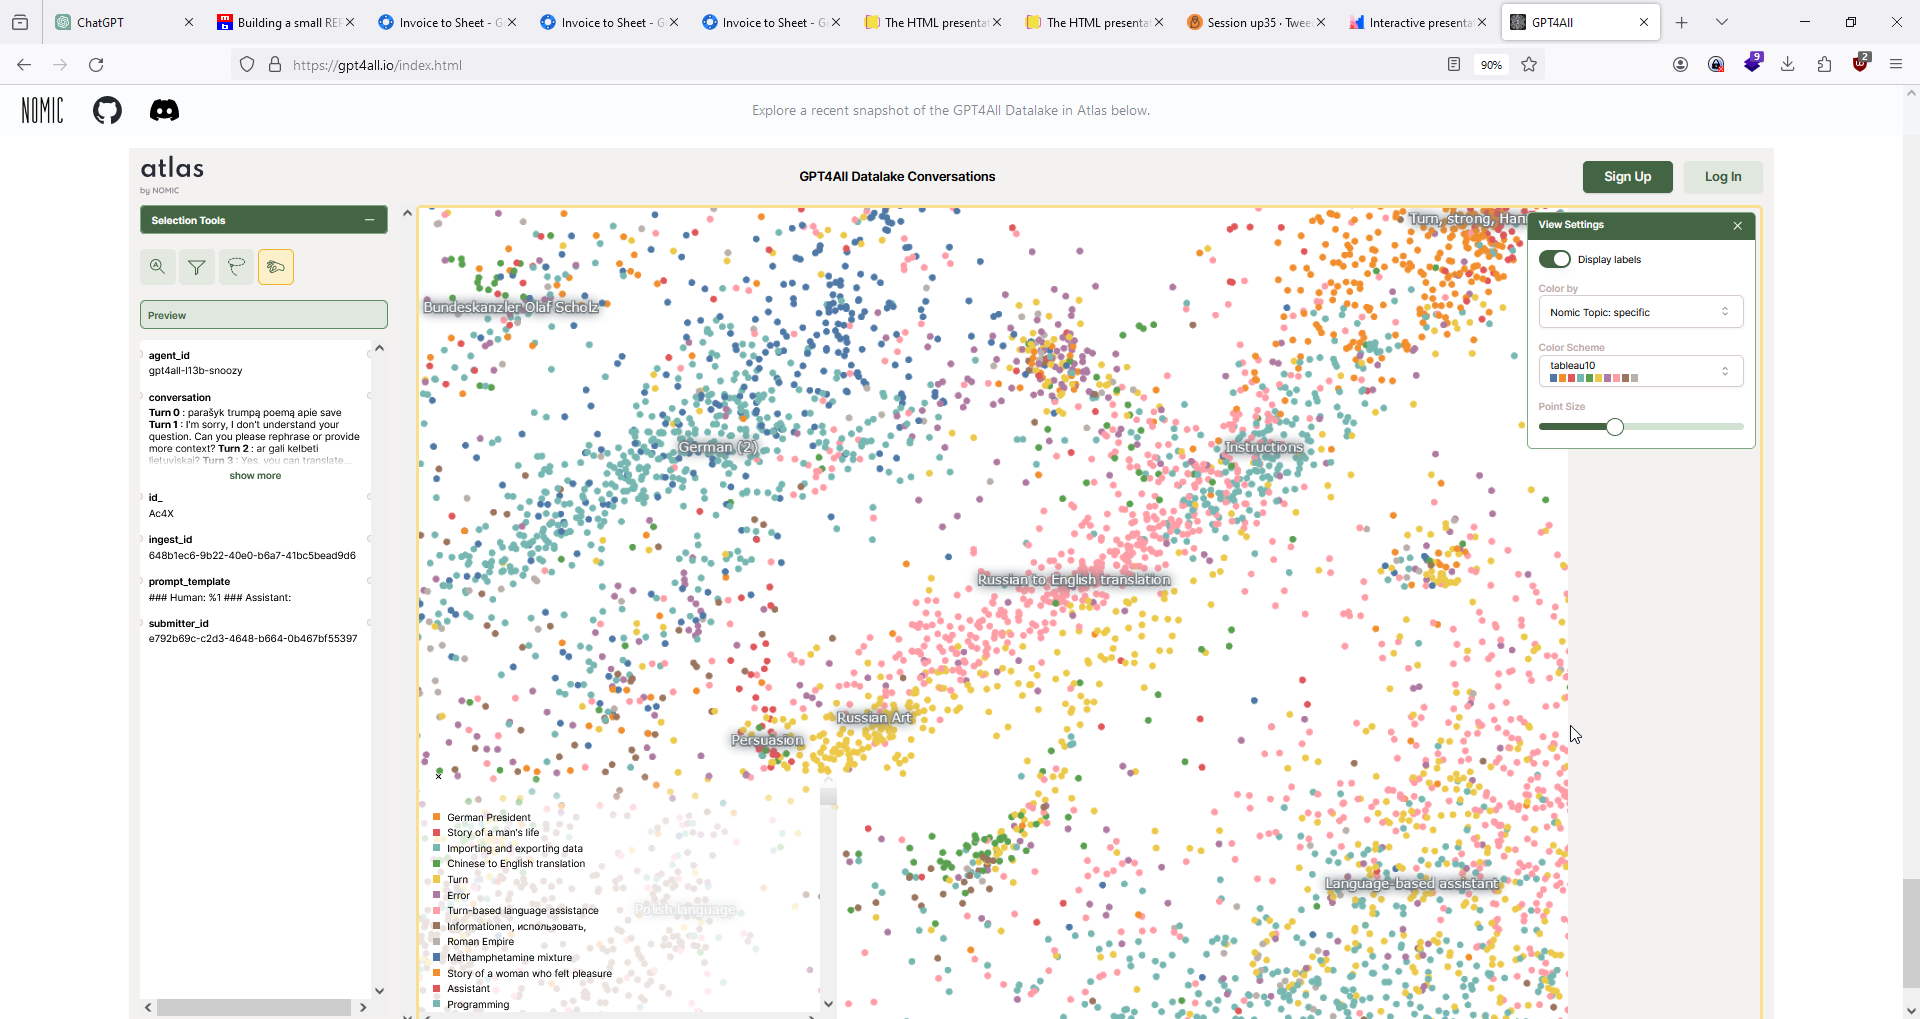 ChatGPT
Building a small REP
Invoice to Sheet - G
Invoice to Sheet - G
Invoice to Sheet - G
The HTML presenta
The HTML presenta
Session up35 · Twee
Interactive presenta
GPT4All
https://gpt4all.io/index.html
90%
9
2
NOMIC
Explore a recent snapshot of the GPT4All Datalake in Atlas below.
atlas
by NOMIC
GPT4All Datalake Conversations
Sign Up
Log In
Selection Tools
Preview
agent_id
gpt4all-l13b-snoozy
conversation
Turn 0 : parašyk trumpą poemą apie save
Turn 1 : I'm sorry, I don't understand your
question. Can you please rephrase or provide
more context? Turn 2 : ar gali kelbeti
lietuviskai? Turn 3 : Yes, you can translate...
show more
id_
Ac4X
ingest_id
648b1ec6-9b22-40e0-b6a7-41bc5bead9d6
prompt_template
### Human: %1 ### Assistant:
submitter_id
e792b69c-c2d3-4648-b664-0b467bf55397
Turn, strong, Han
Bundeskanzler Olaf Scholz
German (2)
Instructions
Russian to English translation
Russian Art
Persuasion
Polish language
Language-based assistant
German President
Story of a man's life
Importing and exporting data
Chinese to English translation
Turn
Error
Turn-based language assistance
Informationen, использовать,
Roman Empire
Methamphetamine mixture
Story of a woman who felt pleasure
Assistant
Programming
View Settings
Display labels
Color by
Nomic Topic: specific
Color Scheme
tableau10
Point Size